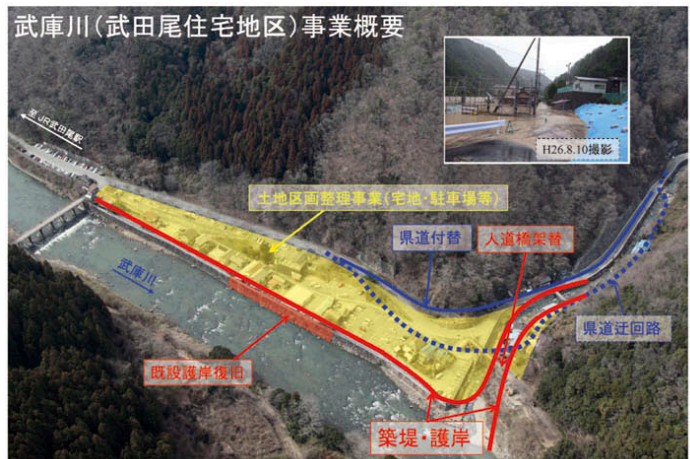 武庫川（武田尾住宅地区）事業概要
至JR武田尾駅
H26.8.10撮影
土地区画整理事業(宅地・駐車場等)
県道付替
人道橋架替
武庫川
県道迂回路
既設護岸復旧
築堤・護岸